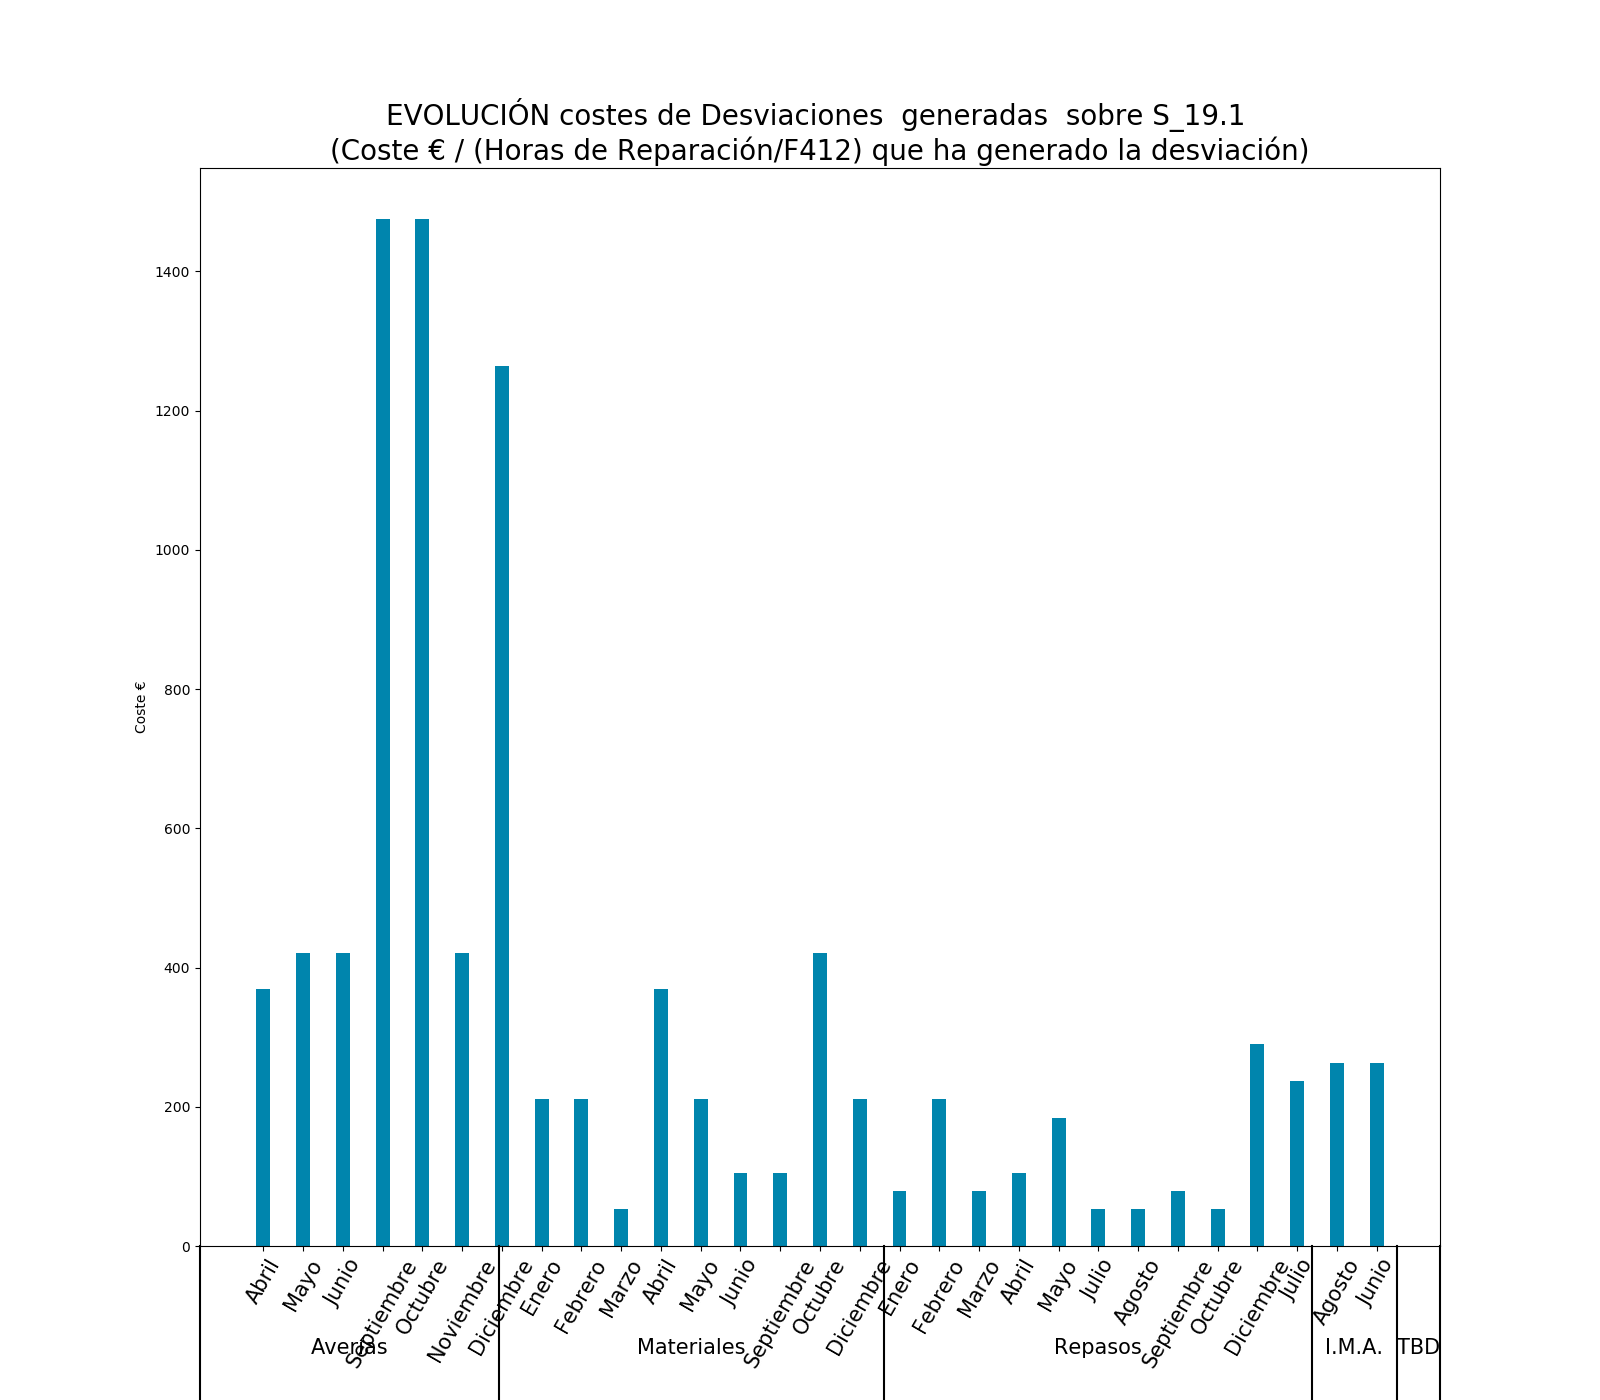 EVOLUCIÓN costes de Desviaciones  generadas  sobre S_19.1
(Coste € / (Horas de Reparación/F412) que ha generado la desviación)
Coste €
1400
1200
1000
800
600
400
200
0
Abril
Mayo
Junio
Septiembre
Octubre
Noviembre
Diciembre
Enero
Febrero
Marzo
Abril
Mayo
Junio
Septiembre
Octubre
Diciembre
Enero
Febrero
Marzo
Abril
Mayo
Julio
Agosto
Septiembre
Octubre
Diciembre
Julio
Agosto
Junio
Averías
Materiales
Repasos
I.M.A.
TBD